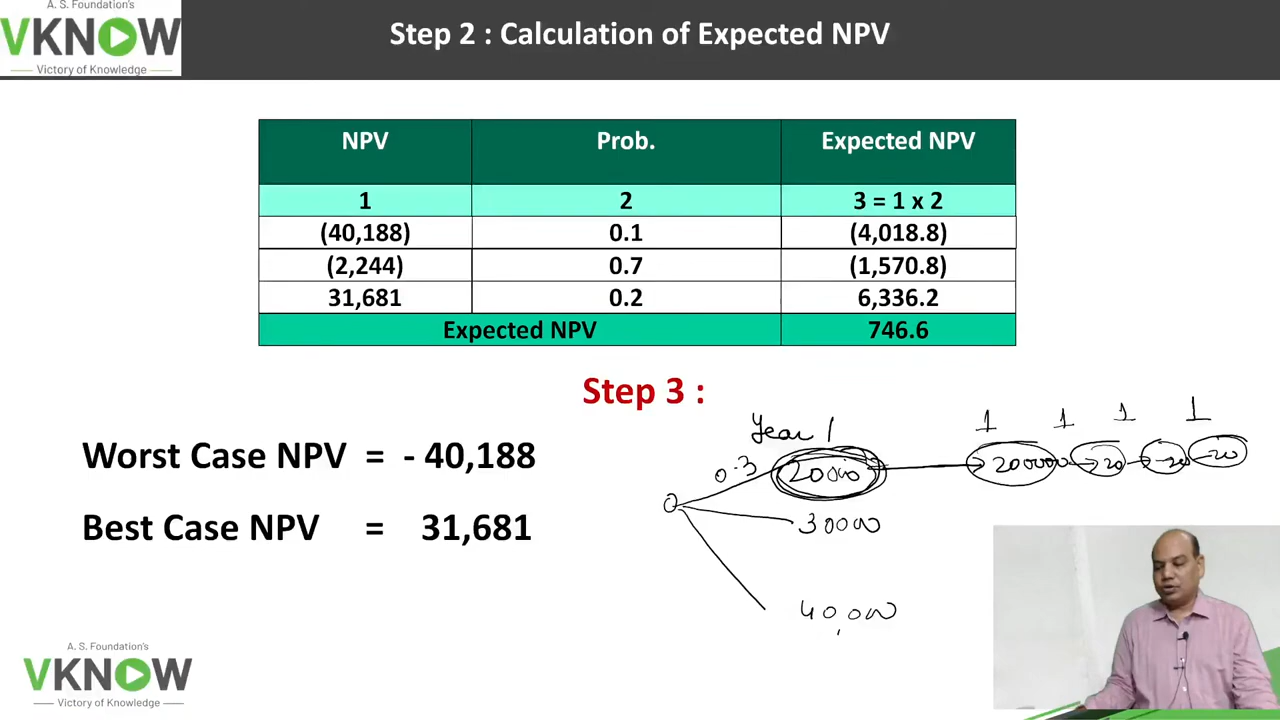 A. S. Foundation's
VKNOW
Victory of Knowledge
Step 2 : Calculation of Expected NPV
NPV Prob. Expected NPV
1 2 3 = 1 x 2
(40,188) 0.1 (4,018.8)
(2,244) 0.7 (1,570.8)
31,681 0.2 6,336.2
Expected NPV 746.6
Step 3 :
Worst Case NPV = - 40,188
Best Case NPV = 31,681
Year 1 1 1 1 1
0.3 20000 200000 20 20 20
0
30000
40,000
A. S. Foundation's
VKNOW
Victory of Knowledge